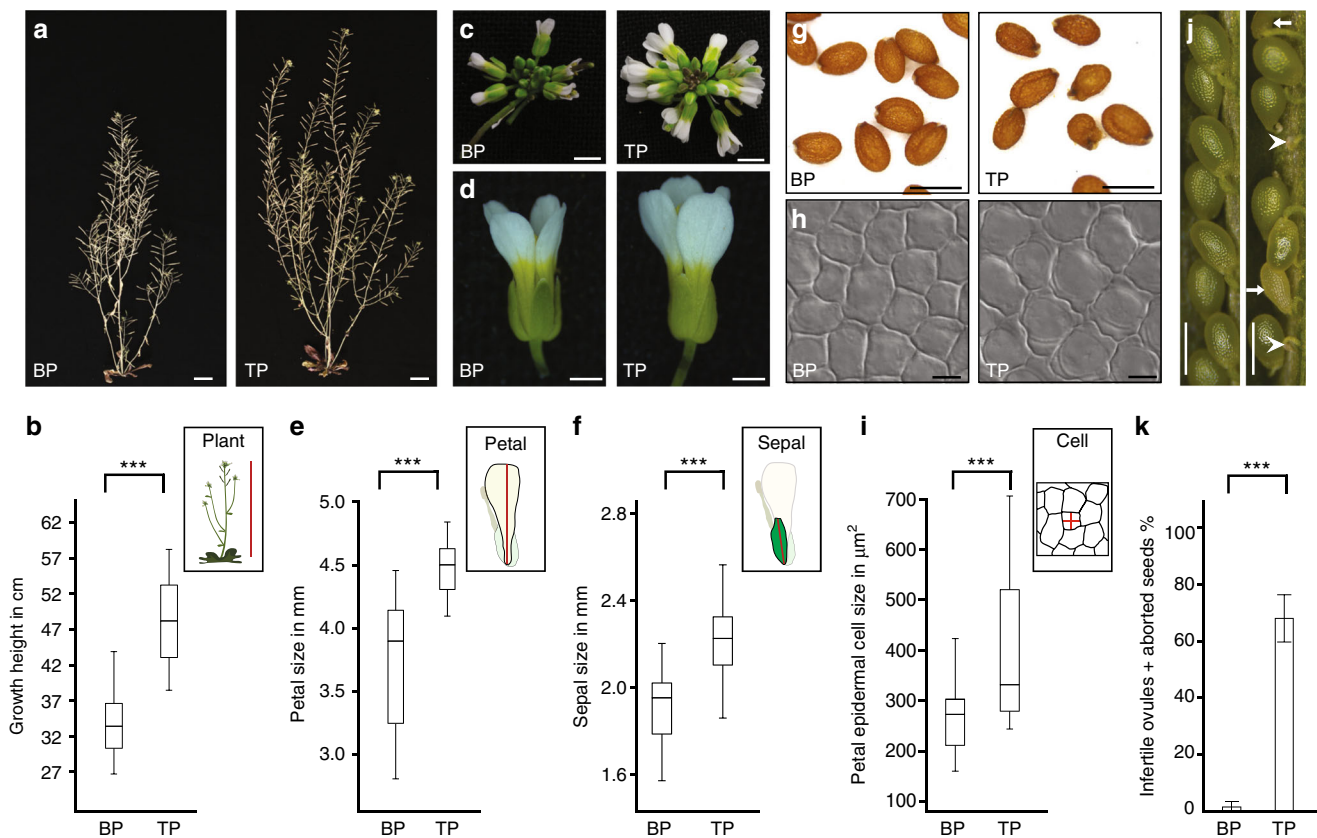 a
BP
TP
c
BP
TP
d
BP
TP
g
BP
TP
h
BP
TP
j
b
Plant
***
Growth height in cm
62
57
52
47
42
37
32
27
BP TP
e
Petal
***
Petal size in mm
5.0
4.5
4.0
3.5
3.0
BP TP
f
Sepal
***
Sepal size in mm
2.8
2.4
2.0
1.6
BP TP
i
Cell
***
Petal epidermal cell size in μm²
700
600
500
400
300
200
100
BP TP
k
***
Infertile ovules + aborted seeds %
100
80
60
40
20
0
BP TP